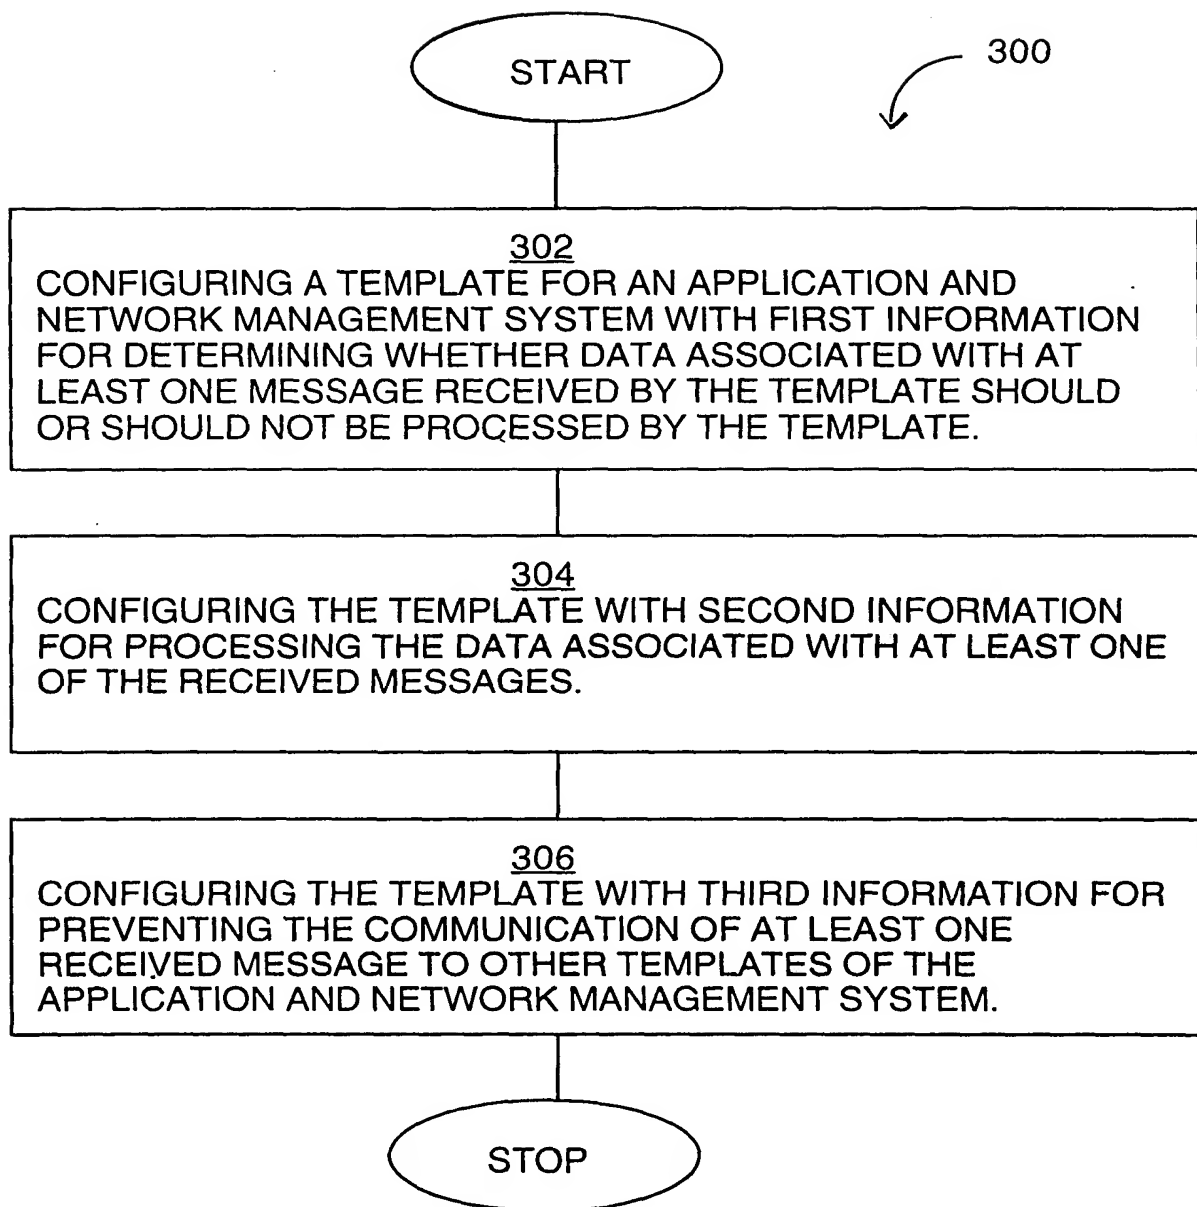 START
300
302
CONFIGURING A TEMPLATE FOR AN APPLICATION AND
NETWORK MANAGEMENT SYSTEM WITH FIRST INFORMATION
FOR DETERMINING WHETHER DATA ASSOCIATED WITH AT
LEAST ONE MESSAGE RECEIVED BY THE TEMPLATE SHOULD
OR SHOULD NOT BE PROCESSED BY THE TEMPLATE.
304
CONFIGURING THE TEMPLATE WITH SECOND INFORMATION
FOR PROCESSING THE DATA ASSOCIATED WITH AT LEAST ONE
OF THE RECEIVED MESSAGES.
306
CONFIGURING THE TEMPLATE WITH THIRD INFORMATION FOR
PREVENTING THE COMMUNICATION OF AT LEAST ONE
RECEIVED MESSAGE TO OTHER TEMPLATES OF THE
APPLICATION AND NETWORK MANAGEMENT SYSTEM.
STOP